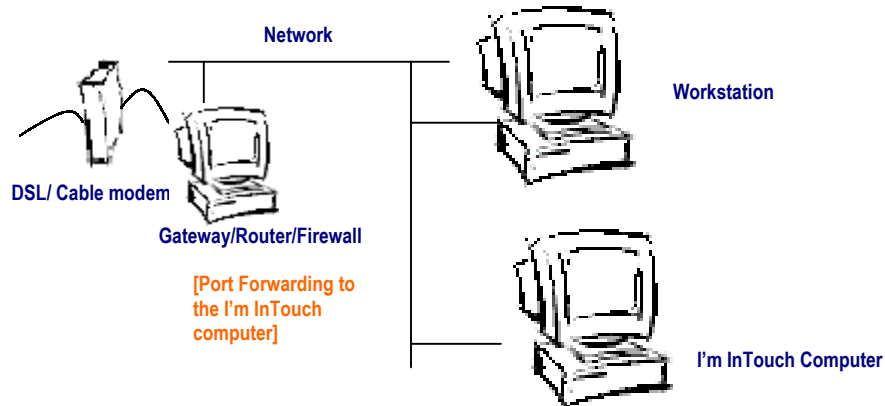 Network
Workstation
DSL/ Cable modem
Gateway/Router/Firewall
[Port Forwarding to
the I'm InTouch
computer]
I'm InTouch Computer